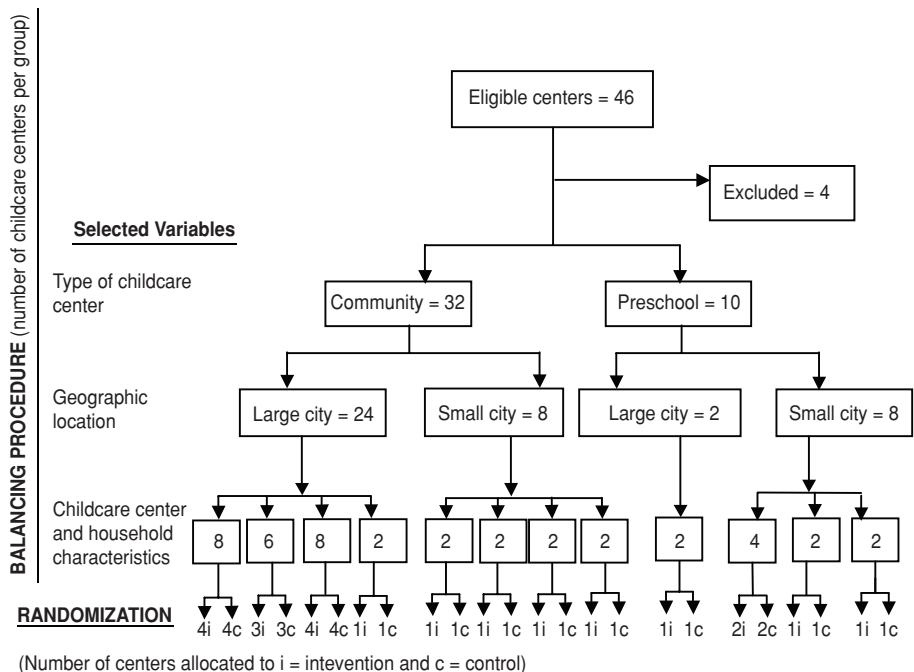 BALANCING PROCEDURE (number of childcare centers per group)
Eligible centers = 46
Excluded = 4
Selected Variables
Type of childcare
center
Community = 32
Preschool = 10
Geographic
location
Large city = 24
Small city = 8
Large city = 2
Small city = 8
Childcare center
and household
characteristics
8 6 8 2 2 2 2 2 2 4 2 2
RANDOMIZATION
4i 4c 3i 3c 4i 4c 1i 1c 1i 1c 1i 1c 1i 1c 1i 1c 1i 1c 2i 2c 1i 1c 1i 1c
(Number of centers allocated to i = intevention and c = control)